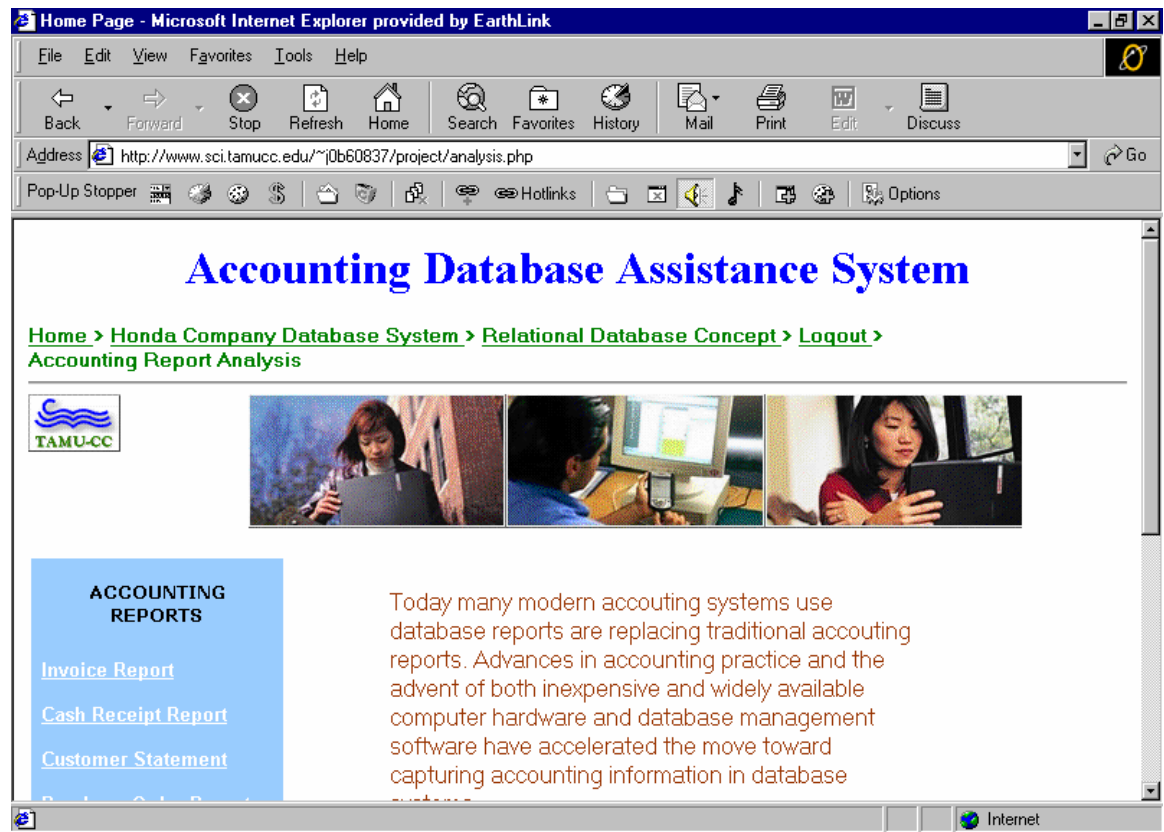 Home Page - Microsoft Internet Explorer provided by EarthLink
File Edit View Favorites Tools Help
Back Forward Stop Refresh Home Search Favorites History Mail Print Edit Discuss
Address http://www.sci.tamucc.edu/~j0b60837/project/analysis.php Go
Pop-Up Stopper Hotlinks Options
Accounting Database Assistance System
Home > Honda Company Database System > Relational Database Concept > Logout >
Accounting Report Analysis
TAMU-CC
ACCOUNTING
REPORTS
Invoice Report
Cash Receipt Report
Customer Statement
Today many modern accouting systems use
database reports are replacing traditional accouting
reports. Advances in accounting practice and the
advent of both inexpensive and widely available
computer hardware and database management
software have accelerated the move toward
capturing accounting information in database
Internet